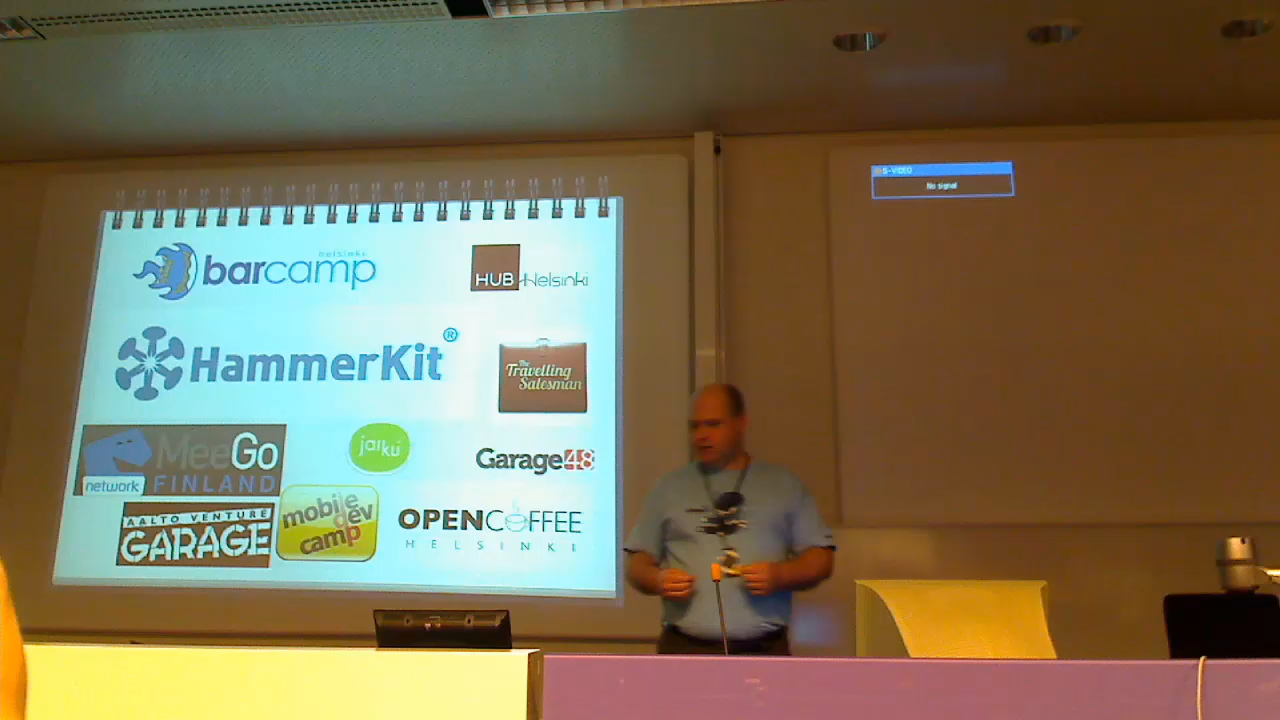 helsinki
barcamp
HUB Helsinki
HammerKit®
The
Travelling
Salesman
MeeGo
network FINLAND
jaiku
Garage48
AALTO VENTURE
GARAGE
mobile
dev
camp
OPENCOFFEE
HELSINKI
S-VIDEO
No signal